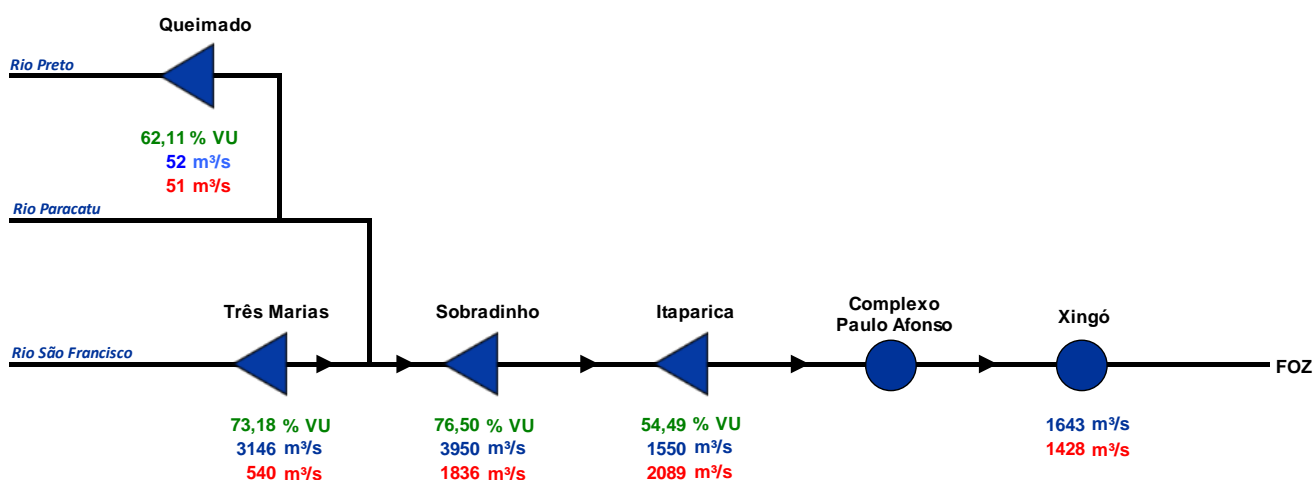 Queimado
Rio Preto
62,11 % VU
52 m³/s
51 m³/s
Rio Paracatu
Três Marias
Sobradinho
Itaparica
Complexo
Paulo Afonso
Xingó
Rio São Francisco
FOZ
73,18 % VU
3146 m³/s
540 m³/s
76,50 % VU
3950 m³/s
1836 m³/s
54,49 % VU
1550 m³/s
2089 m³/s
1643 m³/s
1428 m³/s